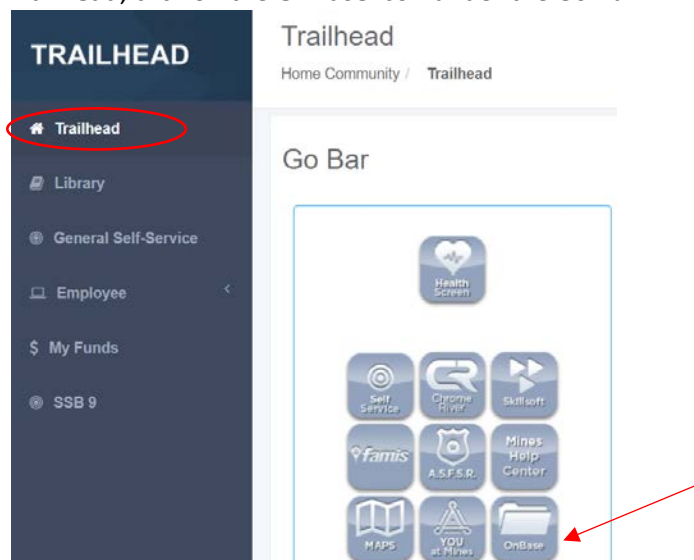 TRAILHEAD
Trailhead
Library
General Self-Service
Employee
$ My Funds
SSB 9
Trailhead
Home Community / Trailhead
Go Bar
Health
Screen
Self
Service
Chrome
River
Skillsoft
famis
A.S.F.S.R.
Mines
Help
Center
MAPS
YOU
at Mines
OnBase